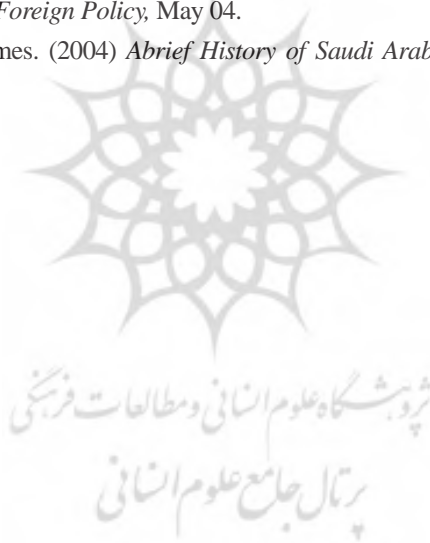 Foreign Policy, May 04.
mes. (2004) Abrief History of Saudi Arab
پژوهشگاه علوم انسانی و مطالعات فرهنگی
پرتال جامع علوم انسانی